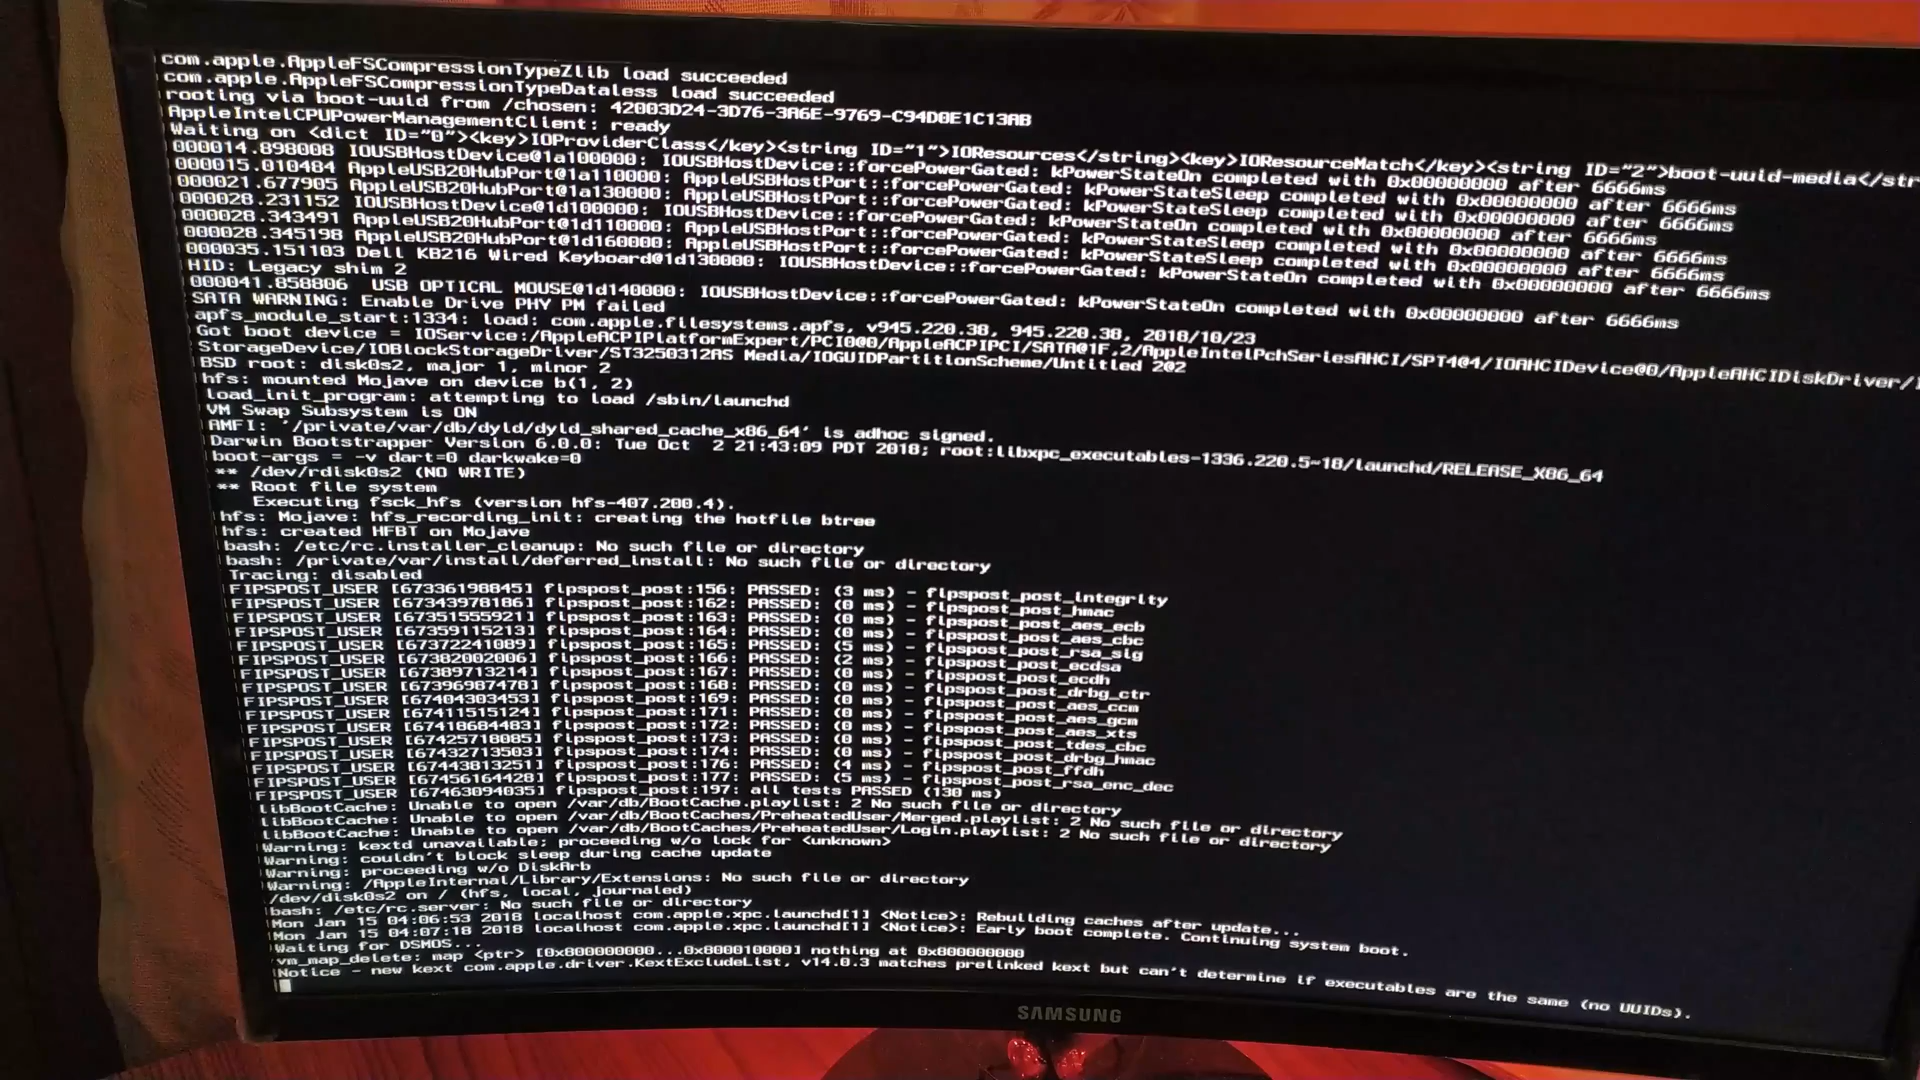 com.apple.AppleFSCompressionTypeZlib load succeeded
com.apple.AppleFSCompressionTypeDataless load succeeded
rooting via boot-uuid from /chosen: 42003D24-3D76-3A6E-9769-C94D0E1C13AB
AppleIntelCPUPowerManagementClient: ready
Waiting on <dict ID="0"><key>IOProviderClass</key><string ID="1">IOResources</string><key>IOResourceMatch</key><string ID="2">boot-uuid-media</str
000014.898008 IOUSBHostDevice@1a100000: IOUSBHostDevice::forcePowerGated: kPowerStateOn completed with 0x00000000 after 6666ms
000015.010484 AppleUSB20HubPort@1a110000: AppleUSBHostPort::forcePowerGated: kPowerStateSleep completed with 0x00000000 after 6666ms
000021.677905 AppleUSB20HubPort@1a130000: AppleUSBHostPort::forcePowerGated: kPowerStateSleep completed with 0x00000000 after 6666ms
000028.231152 IOUSBHostDevice@1d100000: IOUSBHostDevice::forcePowerGated: kPowerStateOn completed with 0x00000000 after 6666ms
000028.343491 AppleUSB20HubPort@1d110000: AppleUSBHostPort::forcePowerGated: kPowerStateSleep completed with 0x00000000 after 6666ms
000028.345198 AppleUSB20HubPort@1d160000: AppleUSBHostPort::forcePowerGated: kPowerStateSleep completed with 0x00000000 after 6666ms
000035.151103 Dell KB216 Wired Keyboard@1d130000: IOUSBHostDevice::forcePowerGated: kPowerStateOn completed with 0x00000000 after 6666ms
HID: Legacy shim 2
000041.858806  USB OPTICAL MOUSE@1d140000: IOUSBHostDevice::forcePowerGated: kPowerStateOn completed with 0x00000000 after 6666ms
SATA WARNING: Enable Drive PHY PM failed
apfs_module_start:1334: load: com.apple.filesystems.apfs, v945.220.38, 945.220.38, 2018/10/23
Got boot device = IOService:/AppleACPIPlatformExpert/PCI0@0/AppleACPIPCI/SATA@1F,2/AppleIntelPchSeriesAHCI/SPT4@4/IOAHCIDevice@0/AppleAHCIDiskDriver/I
StorageDevice/IOBlockStorageDriver/ST3250312AS Media/IOGUIDPartitionScheme/Untitled 2@2
BSD root: disk0s2, major 1, minor 2
hfs: mounted Mojave on device b(1, 2)
load_init_program: attempting to load /sbin/launchd
VM Swap Subsystem is ON
AMFI: '/private/var/db/dyld/dyld_shared_cache_x86_64' is adhoc signed.
Darwin Bootstrapper Version 6.0.0: Tue Oct  2 21:43:09 PDT 2018; root:libxpc_executables-1336.220.5~18/launchd/RELEASE_X86_64
boot-args = -v dart=0 darkwake=0
** /dev/rdisk0s2 (NO WRITE)
** Root file system
Executing fsck_hfs (version hfs-407.200.4).
hfs: Mojave: hfs_recording_init: creating the hotfile btree
hfs: created HFBT on Mojave
bash: /etc/rc.installer_cleanup: No such file or directory
bash: /private/var/install/deferred_install: No such file or directory
Tracing: disabled
FIPSPOST_USER [67336198845] fipspost_post:156: PASSED: (3 ms) - fipspost_post_integrity
FIPSPOST_USER [67343978186] fipspost_post:162: PASSED: (0 ms) - fipspost_post_hmac
FIPSPOST_USER [67351555921] fipspost_post:163: PASSED: (0 ms) - fipspost_post_aes_ecb
FIPSPOST_USER [67359115213] fipspost_post:164: PASSED: (0 ms) - fipspost_post_aes_cbc
FIPSPOST_USER [67372241089] fipspost_post:165: PASSED: (5 ms) - fipspost_post_rsa_sig
FIPSPOST_USER [67382002006] fipspost_post:166: PASSED: (2 ms) - fipspost_post_ecdsa
FIPSPOST_USER [67389713214] fipspost_post:167: PASSED: (0 ms) - fipspost_post_ecdh
FIPSPOST_USER [67396987478] fipspost_post:168: PASSED: (0 ms) - fipspost_post_drbg_ctr
FIPSPOST_USER [67404303453] fipspost_post:169: PASSED: (0 ms) - fipspost_post_aes_ccm
FIPSPOST_USER [67411515124] fipspost_post:171: PASSED: (0 ms) - fipspost_post_aes_gcm
FIPSPOST_USER [67418684483] fipspost_post:172: PASSED: (0 ms) - fipspost_post_aes_xts
FIPSPOST_USER [67425718085] fipspost_post:173: PASSED: (0 ms) - fipspost_post_tdes_cbc
FIPSPOST_USER [67432713503] fipspost_post:174: PASSED: (0 ms) - fipspost_post_drbg_hmac
FIPSPOST_USER [67443813251] fipspost_post:176: PASSED: (4 ms) - fipspost_post_ffdh
FIPSPOST_USER [67456164428] fipspost_post:177: PASSED: (5 ms) - fipspost_post_rsa_enc_dec
FIPSPOST_USER [67463094035] fipspost_post:197: all tests PASSED (130 ms)
libBootCache: Unable to open /var/db/BootCache.playlist: 2 No such file or directory
libBootCache: Unable to open /var/db/BootCaches/PreheatedUser/Merged.playlist: 2 No such file or directory
libBootCache: Unable to open /var/db/BootCaches/PreheatedUser/Login.playlist: 2 No such file or directory
Warning: kextd unavailable; proceeding w/o lock for <unknown>
Warning: couldn't block sleep during cache update
Warning: proceeding w/o DiskArb
Warning: /AppleInternal/Library/Extensions: No such file or directory
/dev/disk0s2 on / (hfs, local, journaled)
bash: /etc/rc.server: No such file or directory
Mon Jan 15 04:06:53 2018 localhost com.apple.xpc.launchd[1] <Notice>: Rebuilding caches after update...
Mon Jan 15 04:07:18 2018 localhost com.apple.xpc.launchd[1] <Notice>: Early boot complete. Continuing system boot.
Waiting for DSMOS...
vm_map_delete: map <ptr> [0x800000000...0x800010000] nothing at 0x800000000
Notice - new kext com.apple.driver.KextExcludeList, v14.0.3 matches prelinked kext but can't determine if executables are the same (no UUIDs).
SAMSUNG